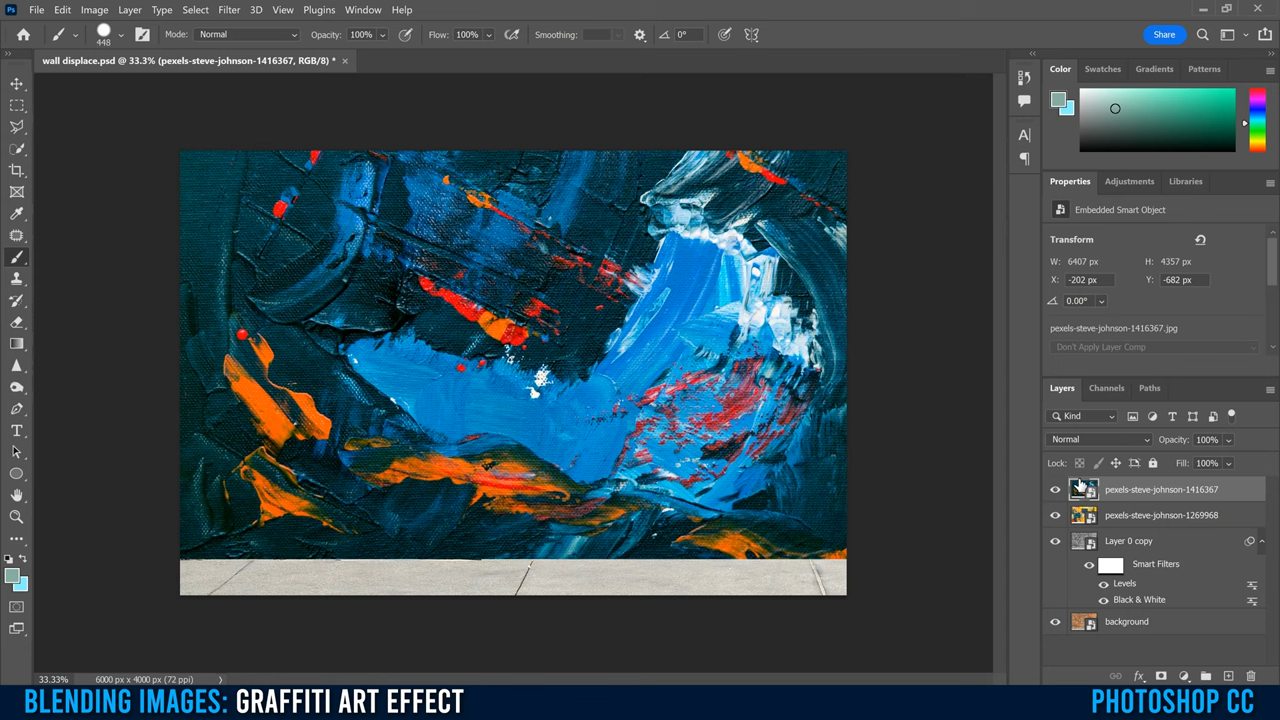 Ps File Edit Image Layer Type Select Filter 3D View Plugins Window Help
448 Mode: Normal Opacity: 100% Flow: 100% Smoothing: 0° Share
wall displace.psd @ 33.3% (pexels-steve-johnson-1416367, RGB/8) * ×
Color Swatches Gradients Patterns
Properties Adjustments Libraries
Embedded Smart Object
Transform
W: 6407 px H: 4357 px
X: -202 px Y: -682 px
0.00°
pexels-steve-johnson-1416367.jpg
Don't Apply Layer Comp
Layers Channels Paths
Kind
Normal Opacity: 100%
Lock: Fill: 100%
pexels-steve-johnson-1416367
pexels-steve-johnson-1269968
Layer 0 copy
Smart Filters
Levels
Black & White
background
33.33% 6000 px x 4000 px (72 ppi)
BLENDING IMAGES: GRAFFITI ART EFFECT PHOTOSHOP CC